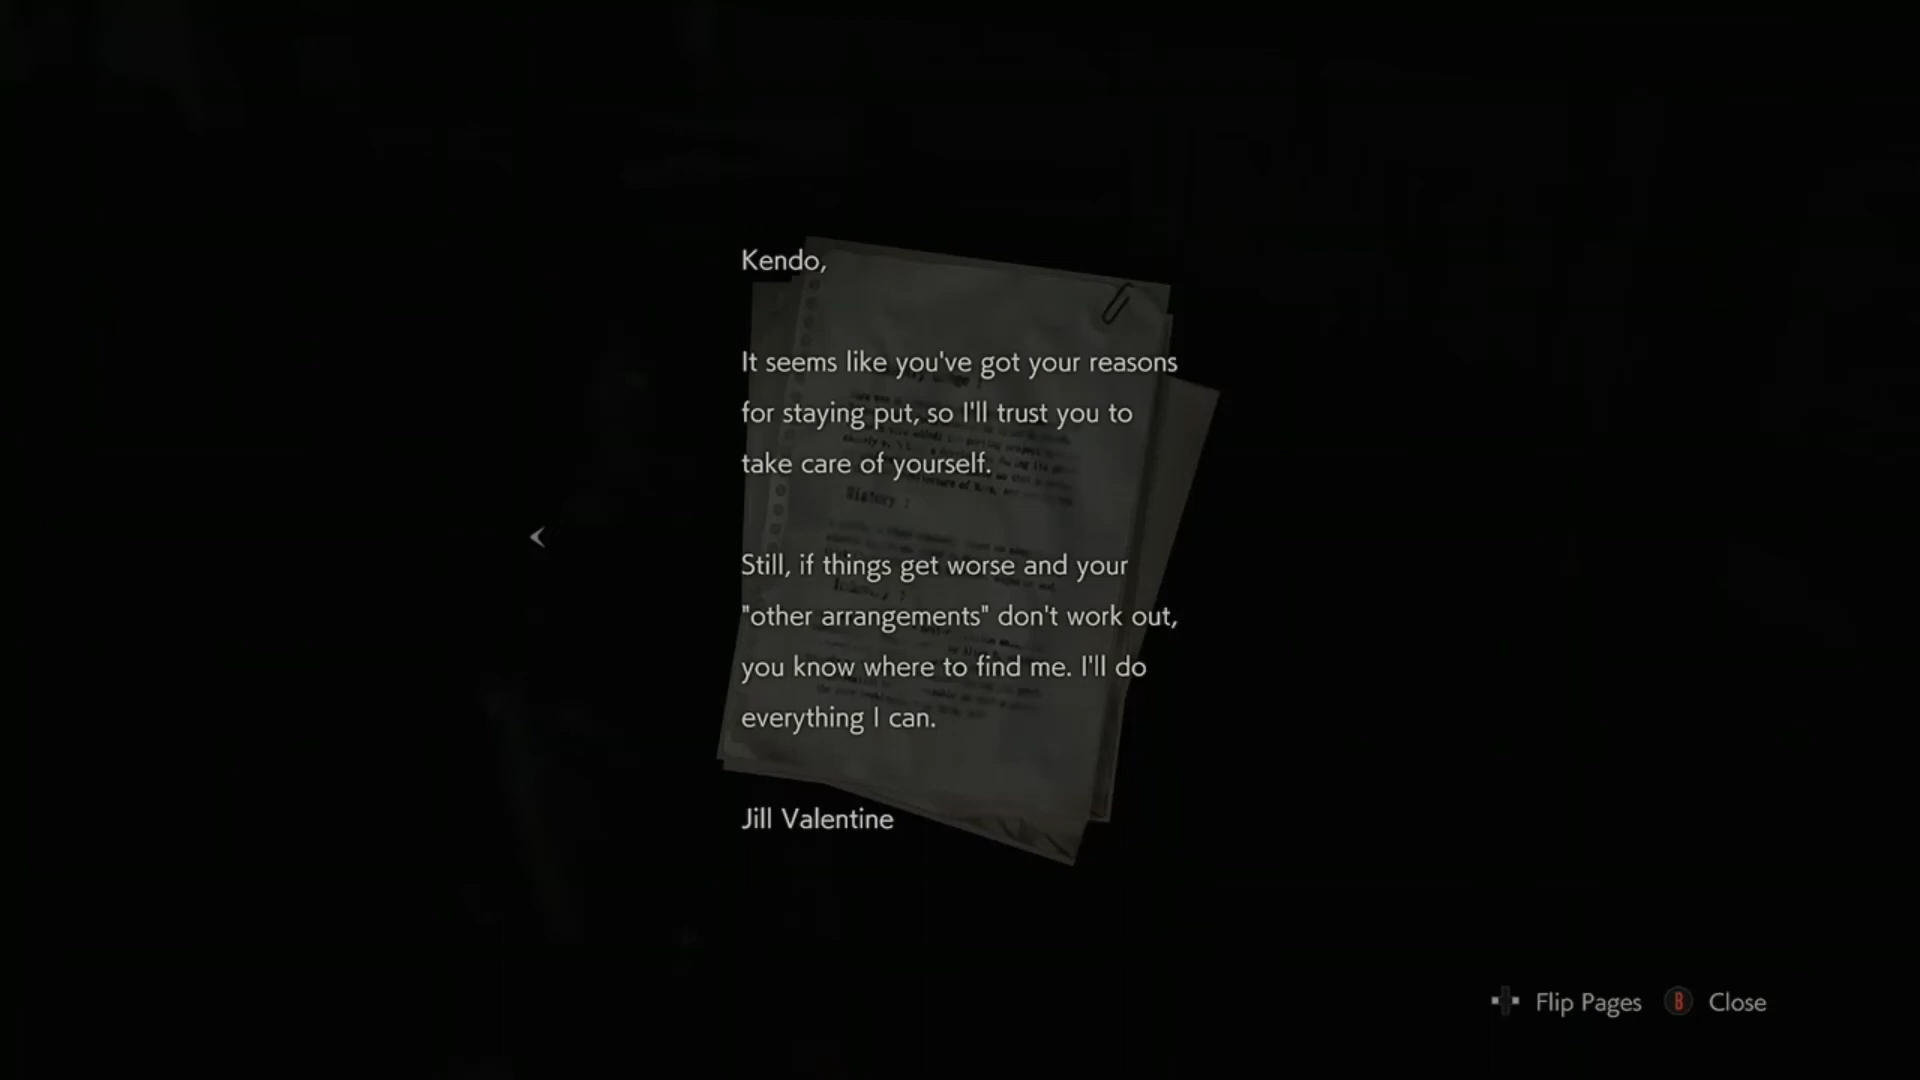 Kendo,
It seems like you've got your reasons
for staying put, so I'll trust you to
take care of yourself.
History :
Still, if things get worse and your
"other arrangements" don't work out,
you know where to find me. I'll do
everything I can.
Jill Valentine
Flip Pages B Close